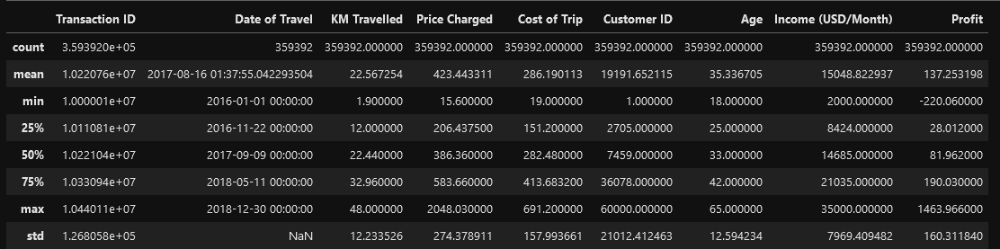 Transaction ID Date of Travel KM Travelled Price Charged Cost of Trip Customer ID Age Income (USD/Month) Profit
count 3.593920e+05 359392 359392.000000 359392.000000 359392.000000 359392.000000 359392.000000 359392.000000 359392.000000
mean 1.022076e+07 2017-08-16 01:37:55.042293504 22.567254 423.443311 286.190113 19191.652115 35.336705 15048.822937 137.253198
min 1.000001e+07 2016-01-01 00:00:00 1.900000 15.600000 19.000000 1.000000 18.000000 2000.000000 -220.060000
25% 1.011081e+07 2016-11-22 00:00:00 12.000000 206.437500 151.200000 2705.000000 25.000000 8424.000000 28.012000
50% 1.022104e+07 2017-09-09 00:00:00 22.440000 386.360000 282.480000 7459.000000 33.000000 14685.000000 81.962000
75% 1.033094e+07 2018-05-11 00:00:00 32.960000 583.660000 413.683200 36078.000000 42.000000 21035.000000 190.030000
max 1.044011e+07 2018-12-30 00:00:00 48.000000 2048.030000 691.200000 60000.000000 65.000000 35000.000000 1463.966000
std 1.268058e+05 NaN 12.233526 274.378911 157.993661 21012.412463 12.594234 7969.409482 160.311840